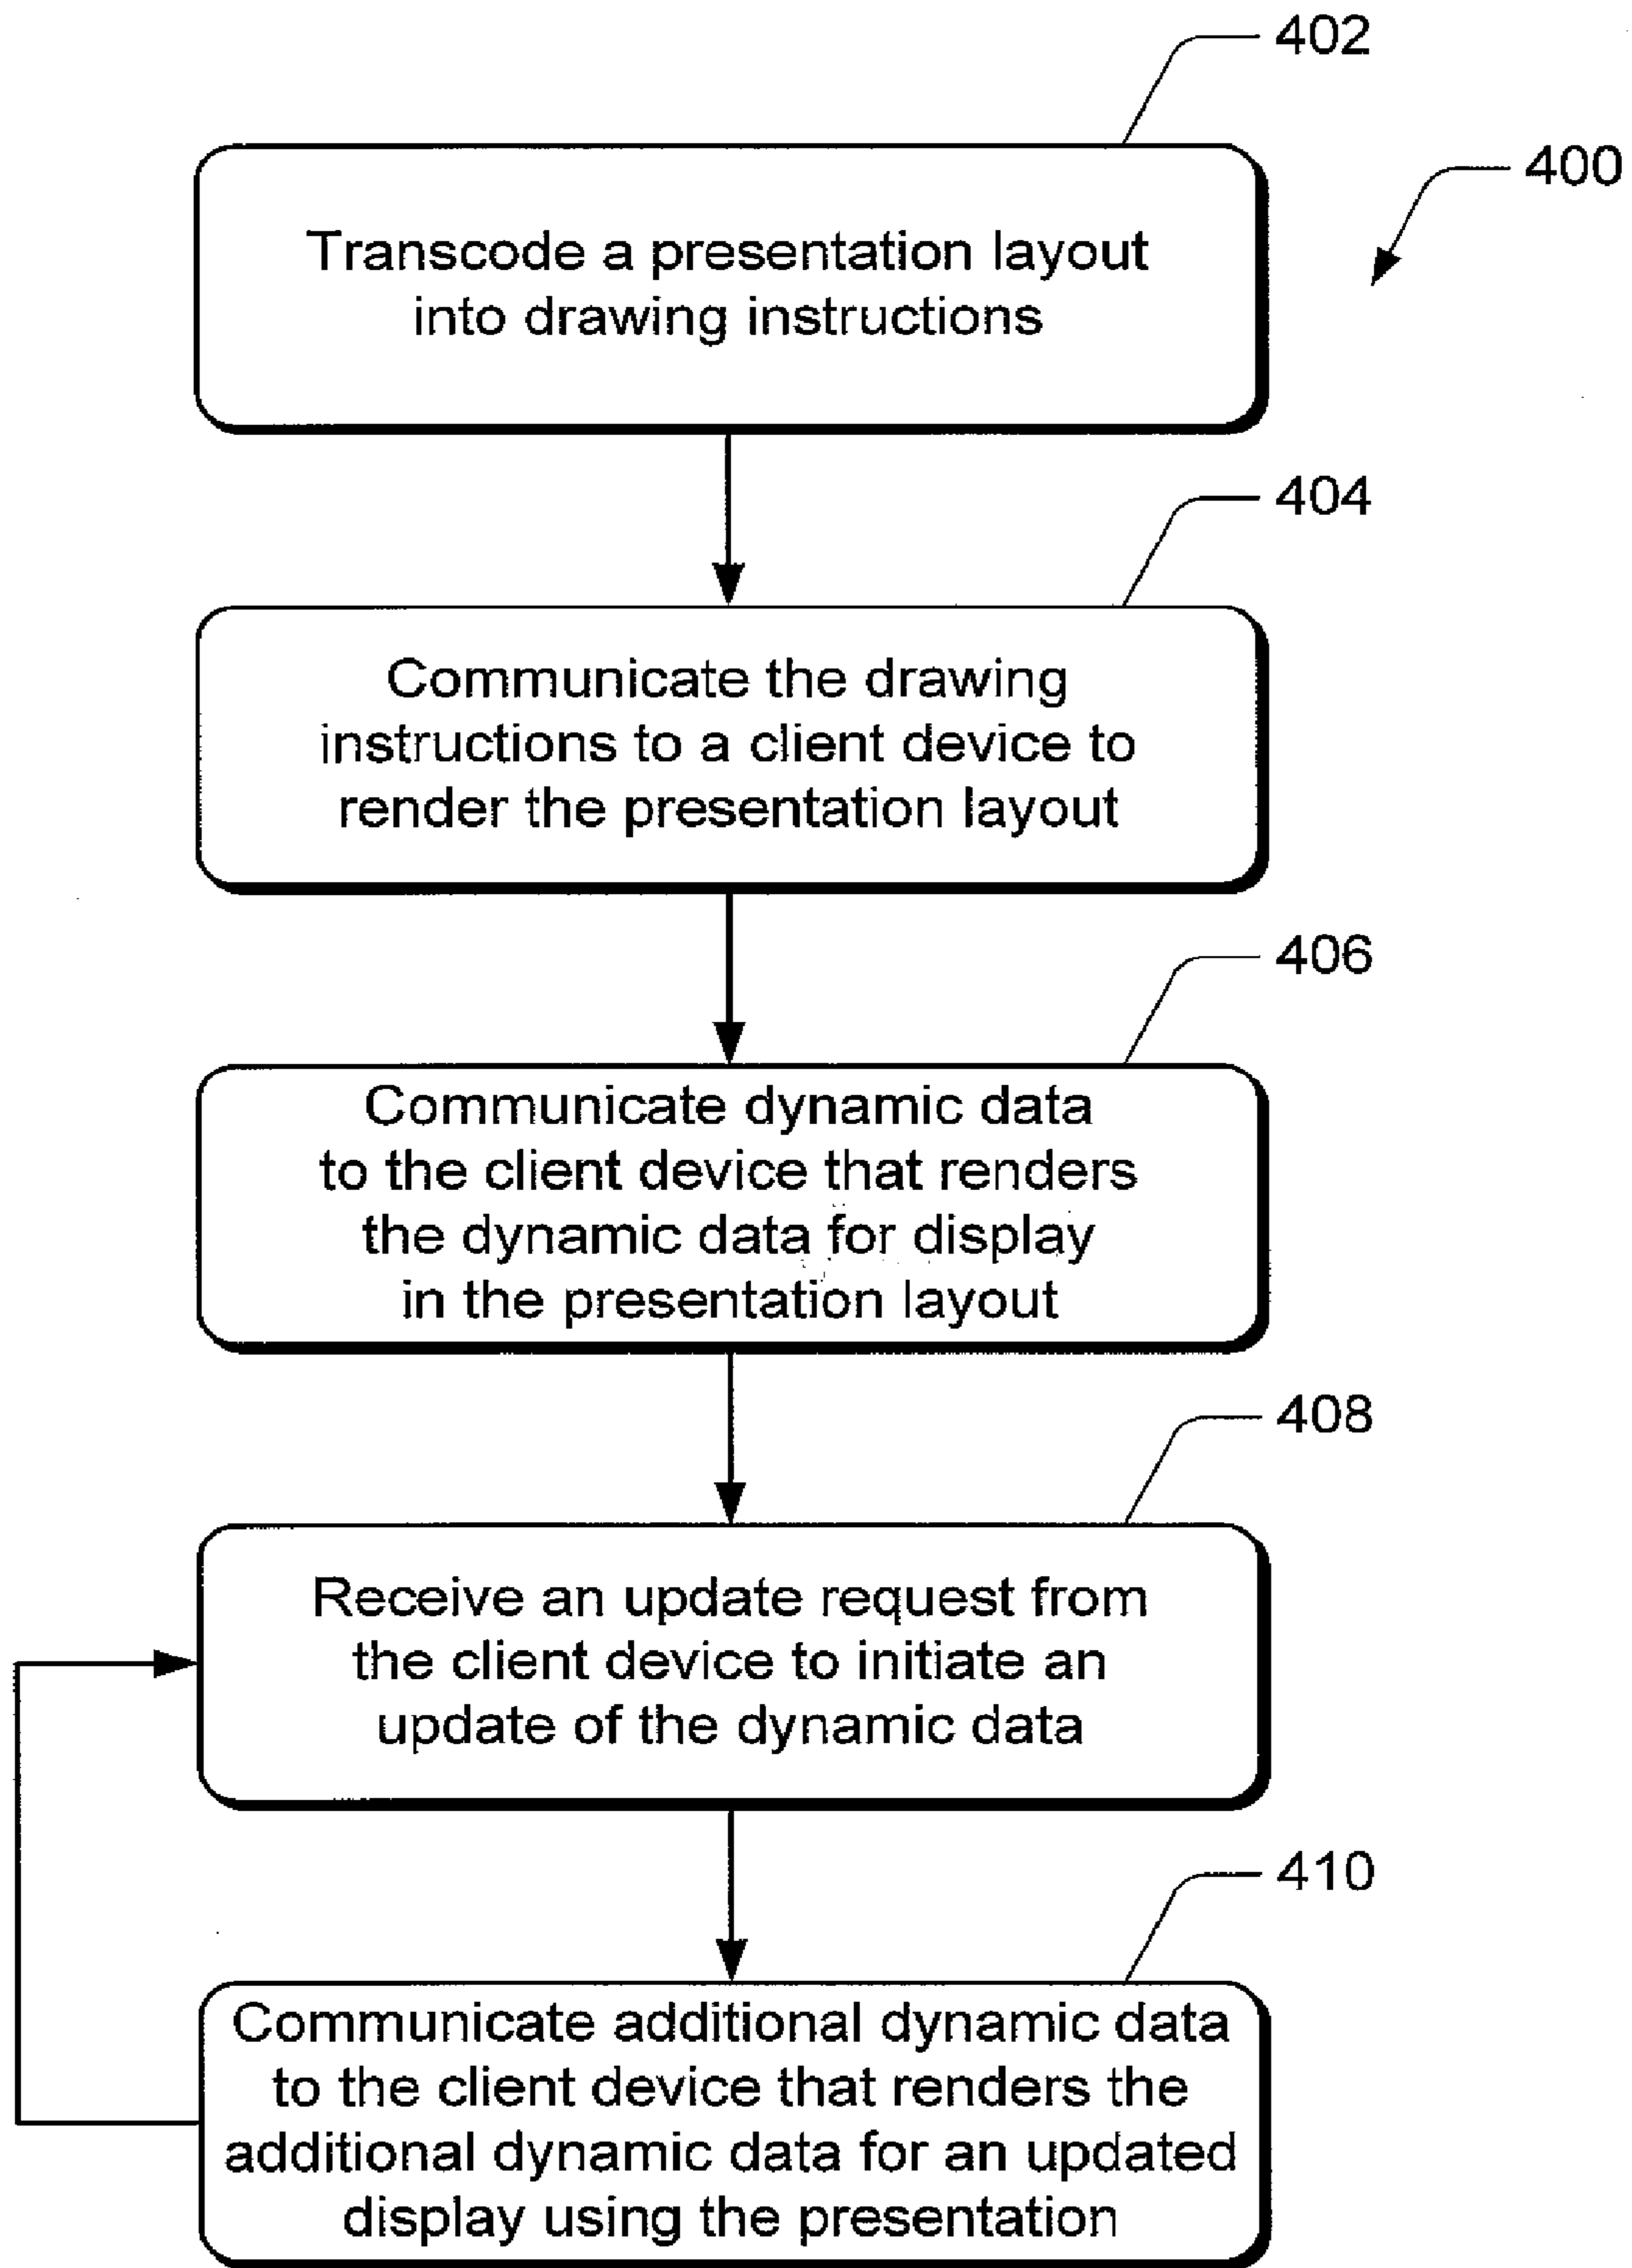 402
400
Transcode a presentation layout
into drawing instructions
404
Communicate the drawing
instructions to a client device to
render the presentation layout
406
Communicate dynamic data
to the client device that renders
the dynamic data for display
in the presentation layout
408
Receive an update request from
the client device to initiate an
update of the dynamic data
410
Communicate additional dynamic data
to the client device that renders the
additional dynamic data for an updated
display using the presentation